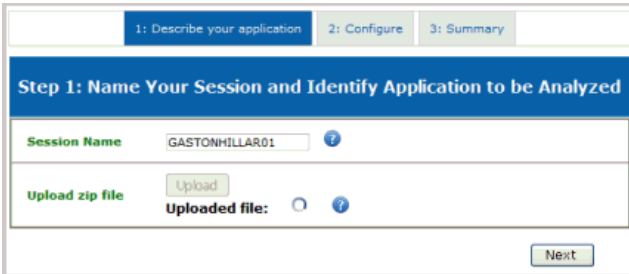 1: Describe your application 2: Configure 3: Summary
Step 1: Name Your Session and Identify Application to be Analyzed
Session Name GASTONHILLAR01 ?
Upload zip file Upload
Uploaded file: ?
Next